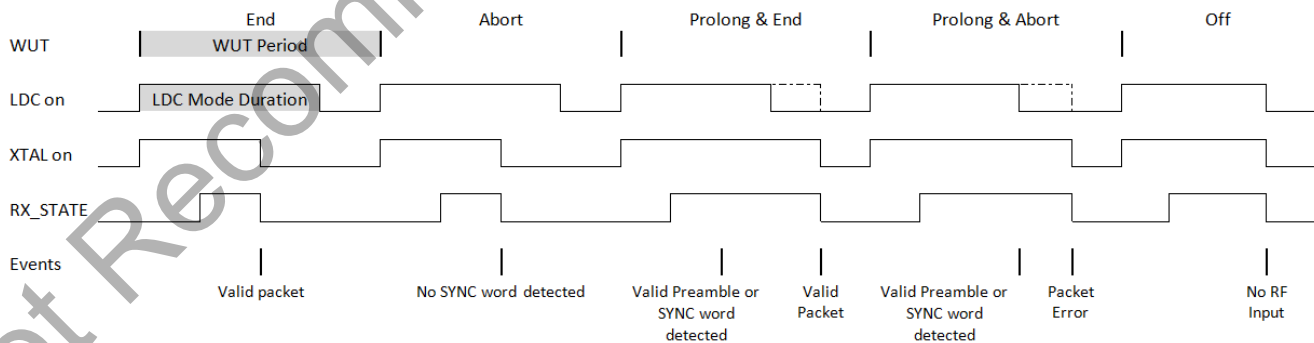 End Abort Prolong & End Prolong & Abort Off
WUT WUT Period
LDC on LDC Mode Duration
XTAL on
RX_STATE
Events
Valid packet No SYNC word detected Valid Preamble or Valid Valid Preamble or Packet No RF
SYNC word Packet SYNC word Error Input
detected detected
Not Recomm